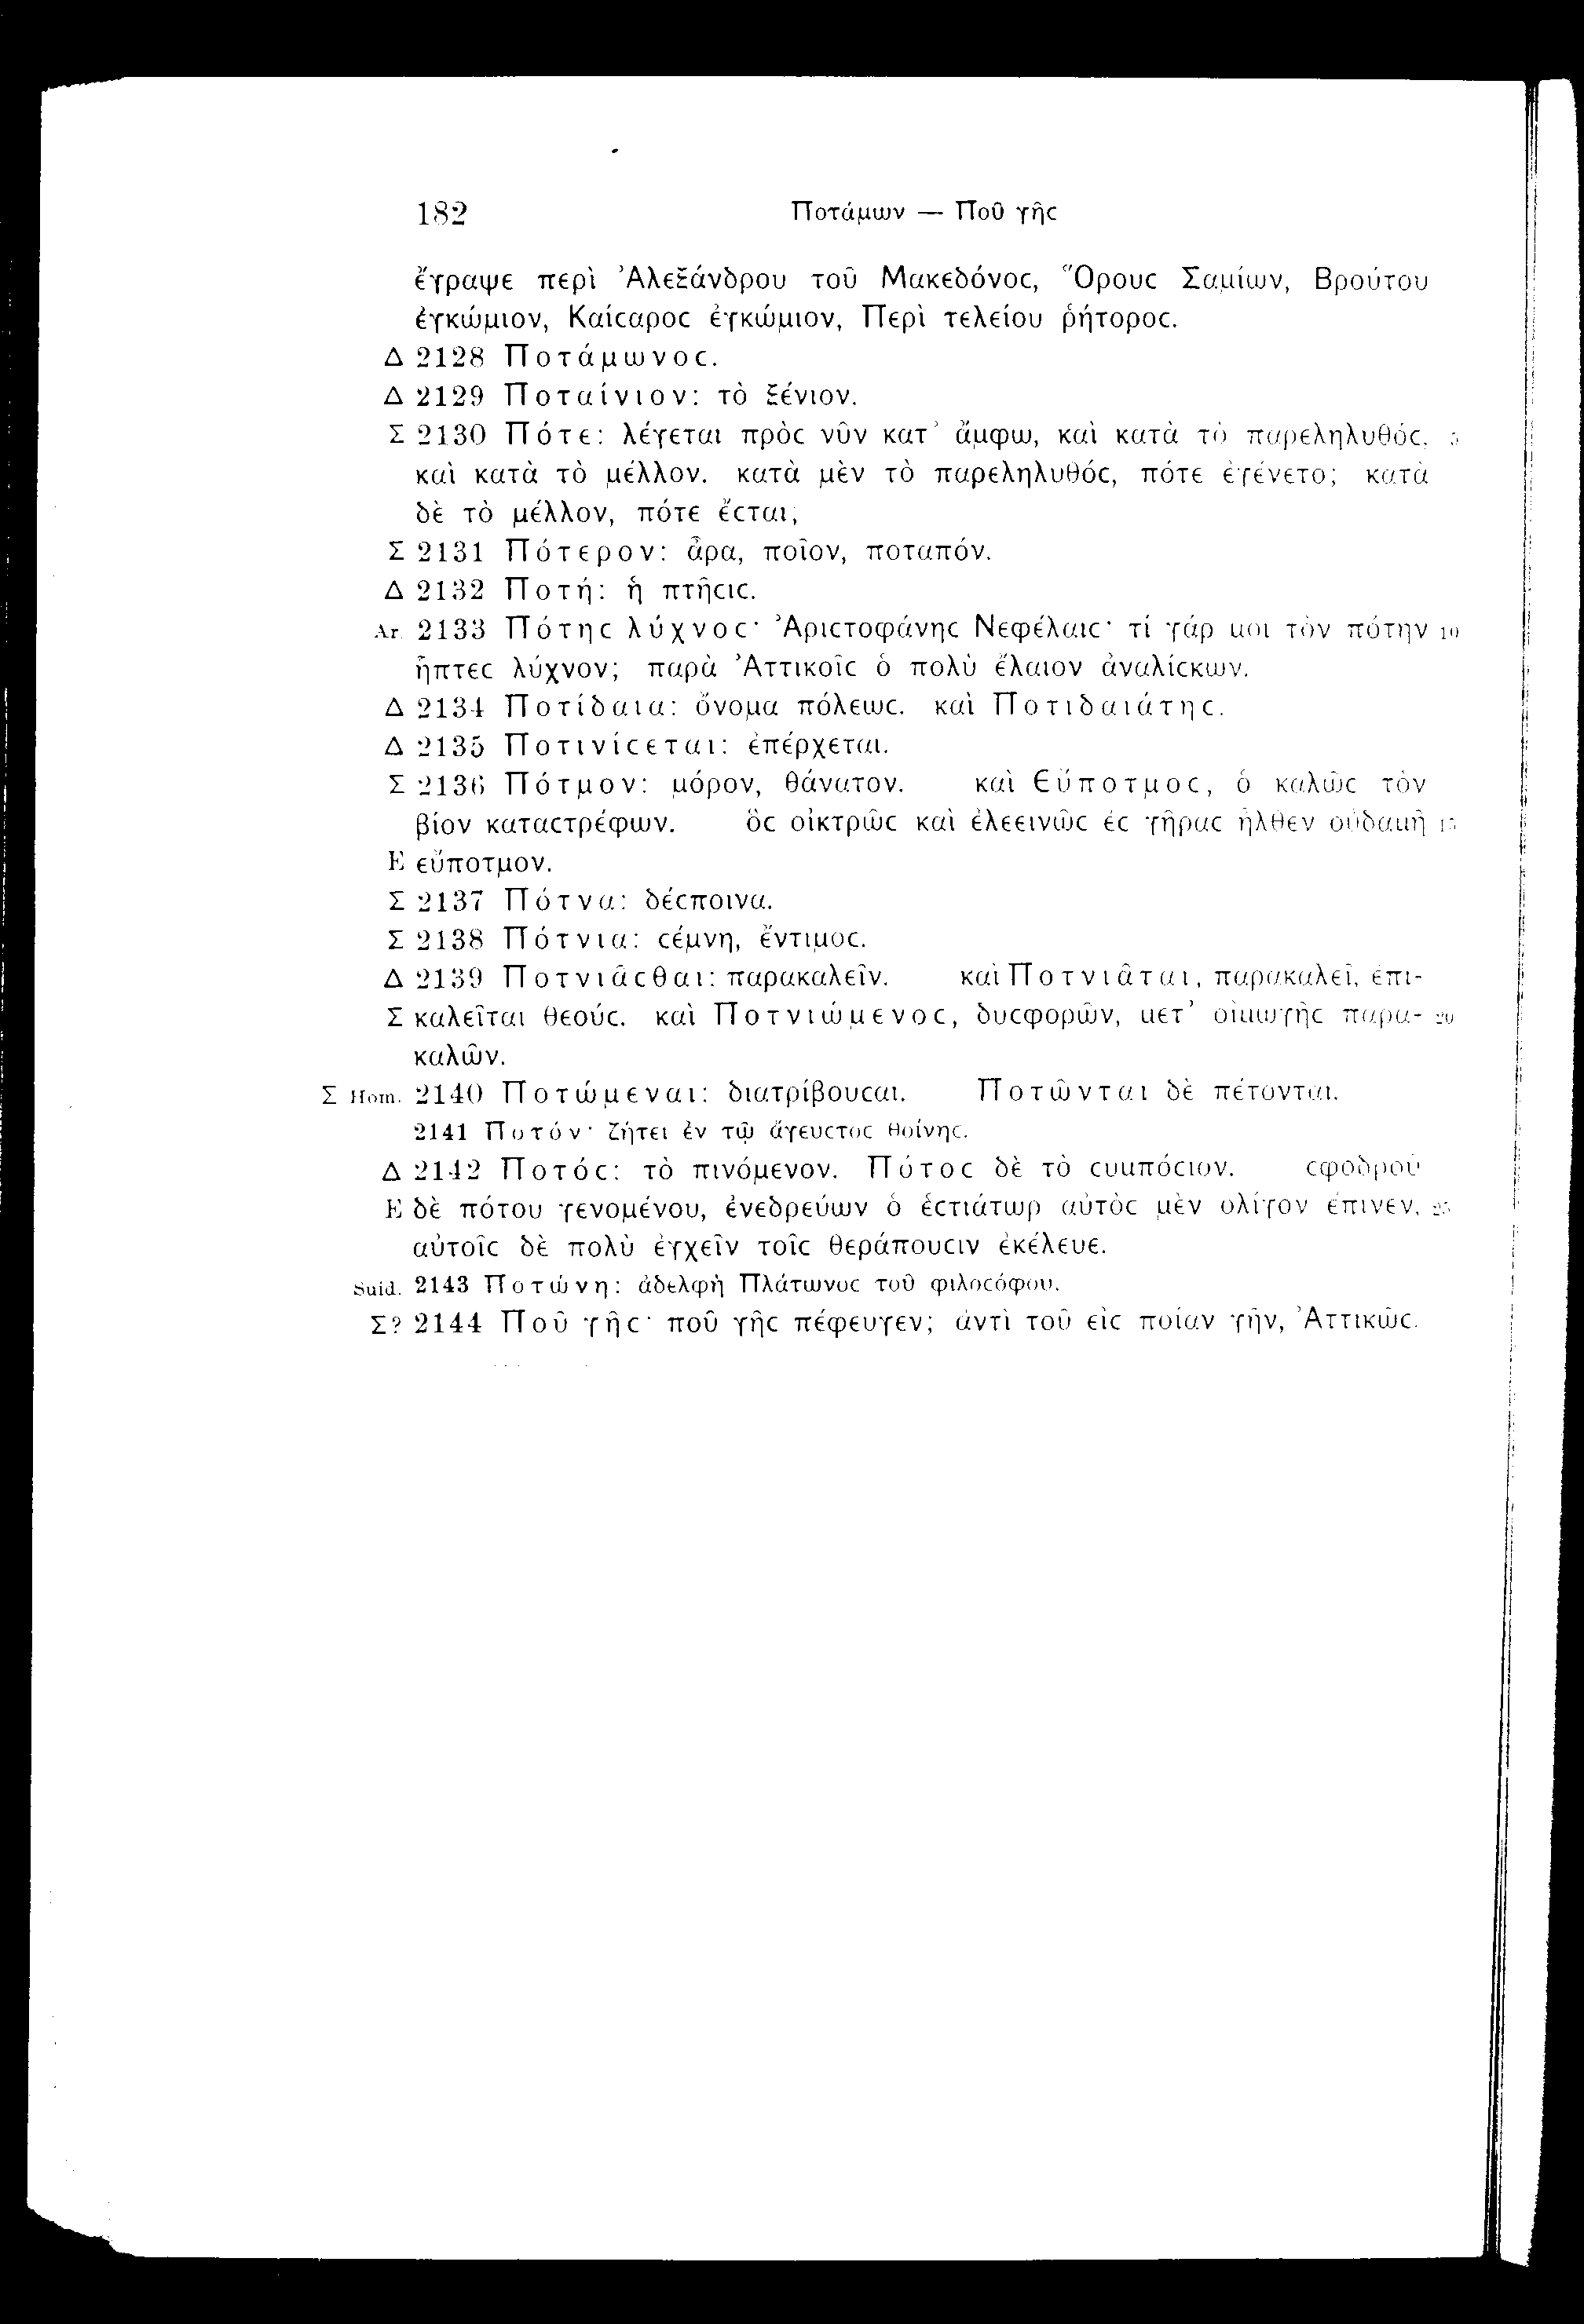 182 Ποτάμων — Ποῦ γῆϲ
ἔγραψε περὶ Ἀλεξάνδρου τοῦ Μακεδόνοϲ, Ὅρουϲ Σαμίων, Βρούτου
ἐγκώμιον, Καίϲαροϲ ἐγκώμιον, Περὶ τελείου ῥήτοροϲ.
Δ 2128 Ποτάμωνοϲ.
Δ 2129 Ποταίνιον: τὸ ξένιον.
Σ 2130 Πότε: λέγεται πρὸϲ νῦν κατ’ ἄμφω, καὶ κατὰ τὸ παρεληλυθόϲ, 5
καὶ κατὰ τὸ μέλλον. κατὰ μὲν τὸ παρεληλυθόϲ, πότε ἐγένετο; κατὰ
δὲ τὸ μέλλον, πότε ἔϲται;
Σ 2131 Πότερον: ἆρα, ποῖον, ποταπόν.
Δ 2132 Ποτή: ἡ πτῆϲιϲ.
Ar. 2133 Πότηϲ λύχνοϲ· Ἀριϲτοφάνηϲ Νεφέλαιϲ· τί γάρ μοι τὸν πότην 10
ἧπτεϲ λύχνον; παρὰ Ἀττικοῖϲ ὁ πολὺ ἔλαιον ἀναλίϲκων.
Δ 2134 Ποτίδαια: ὄνομα πόλεωϲ. καὶ Ποτιδαιάτηϲ.
Δ 2135 Ποτινίϲεται: ἐπέρχεται.
Σ 2136 Πότμον: μόρον, θάνατον. καὶ Εὔποτμοϲ, ὁ καλῶϲ τὸν
βίον καταϲτρέφων. ὃϲ οἰκτρῶϲ καὶ ἐλεεινῶϲ ἐϲ γῆραϲ ἦλθεν οὐδαμῆ 15
E εὔποτμον.
Σ 2137 Πότνα: δέϲποινα.
Σ 2138 Πότνια: ϲέμνη, ἔντιμοϲ.
Δ 2139 Ποτνιᾶϲθαι: παρακαλεῖν. καὶ Ποτνιᾶται, παρακαλεῖ, ἐπι-
Σ καλεῖται θεούϲ. καὶ Ποτνιώμενοϲ, δυϲφορῶν, μετ’ οἰμωγῆϲ παρα- 20
καλῶν.
Σ Hom. 2140 Ποτώμεναι: διατρίβουϲαι. Ποτῶνται δὲ πέτονται.
2141 Ποτόν· ζήτει ἐν τῷ ἄγευϲτοϲ θοίνηϲ.
Δ 2142 Ποτόϲ: τὸ πινόμενον. Πότοϲ δὲ τὸ ϲυμπόϲιον. ϲφοδροῦ
E δὲ πότου γενομένου, ἐνεδρεύων ὁ ἑϲτιάτωρ αὐτὸϲ μὲν ὀλίγον ἔπινεν, 25
αὐτοῖϲ δὲ πολὺ ἐγχεῖν τοῖϲ θεράπουϲιν ἐκέλευε.
Suid. 2143 Ποτώνη: ἀδελφὴ Πλάτωνοϲ τοῦ φιλοϲόφου.
Σ? 2144 Ποῦ γῆϲ· ποῦ γῆϲ πέφευγεν; ἀντὶ τοῦ εἰϲ ποίαν γῆν, Ἀττικῶϲ.